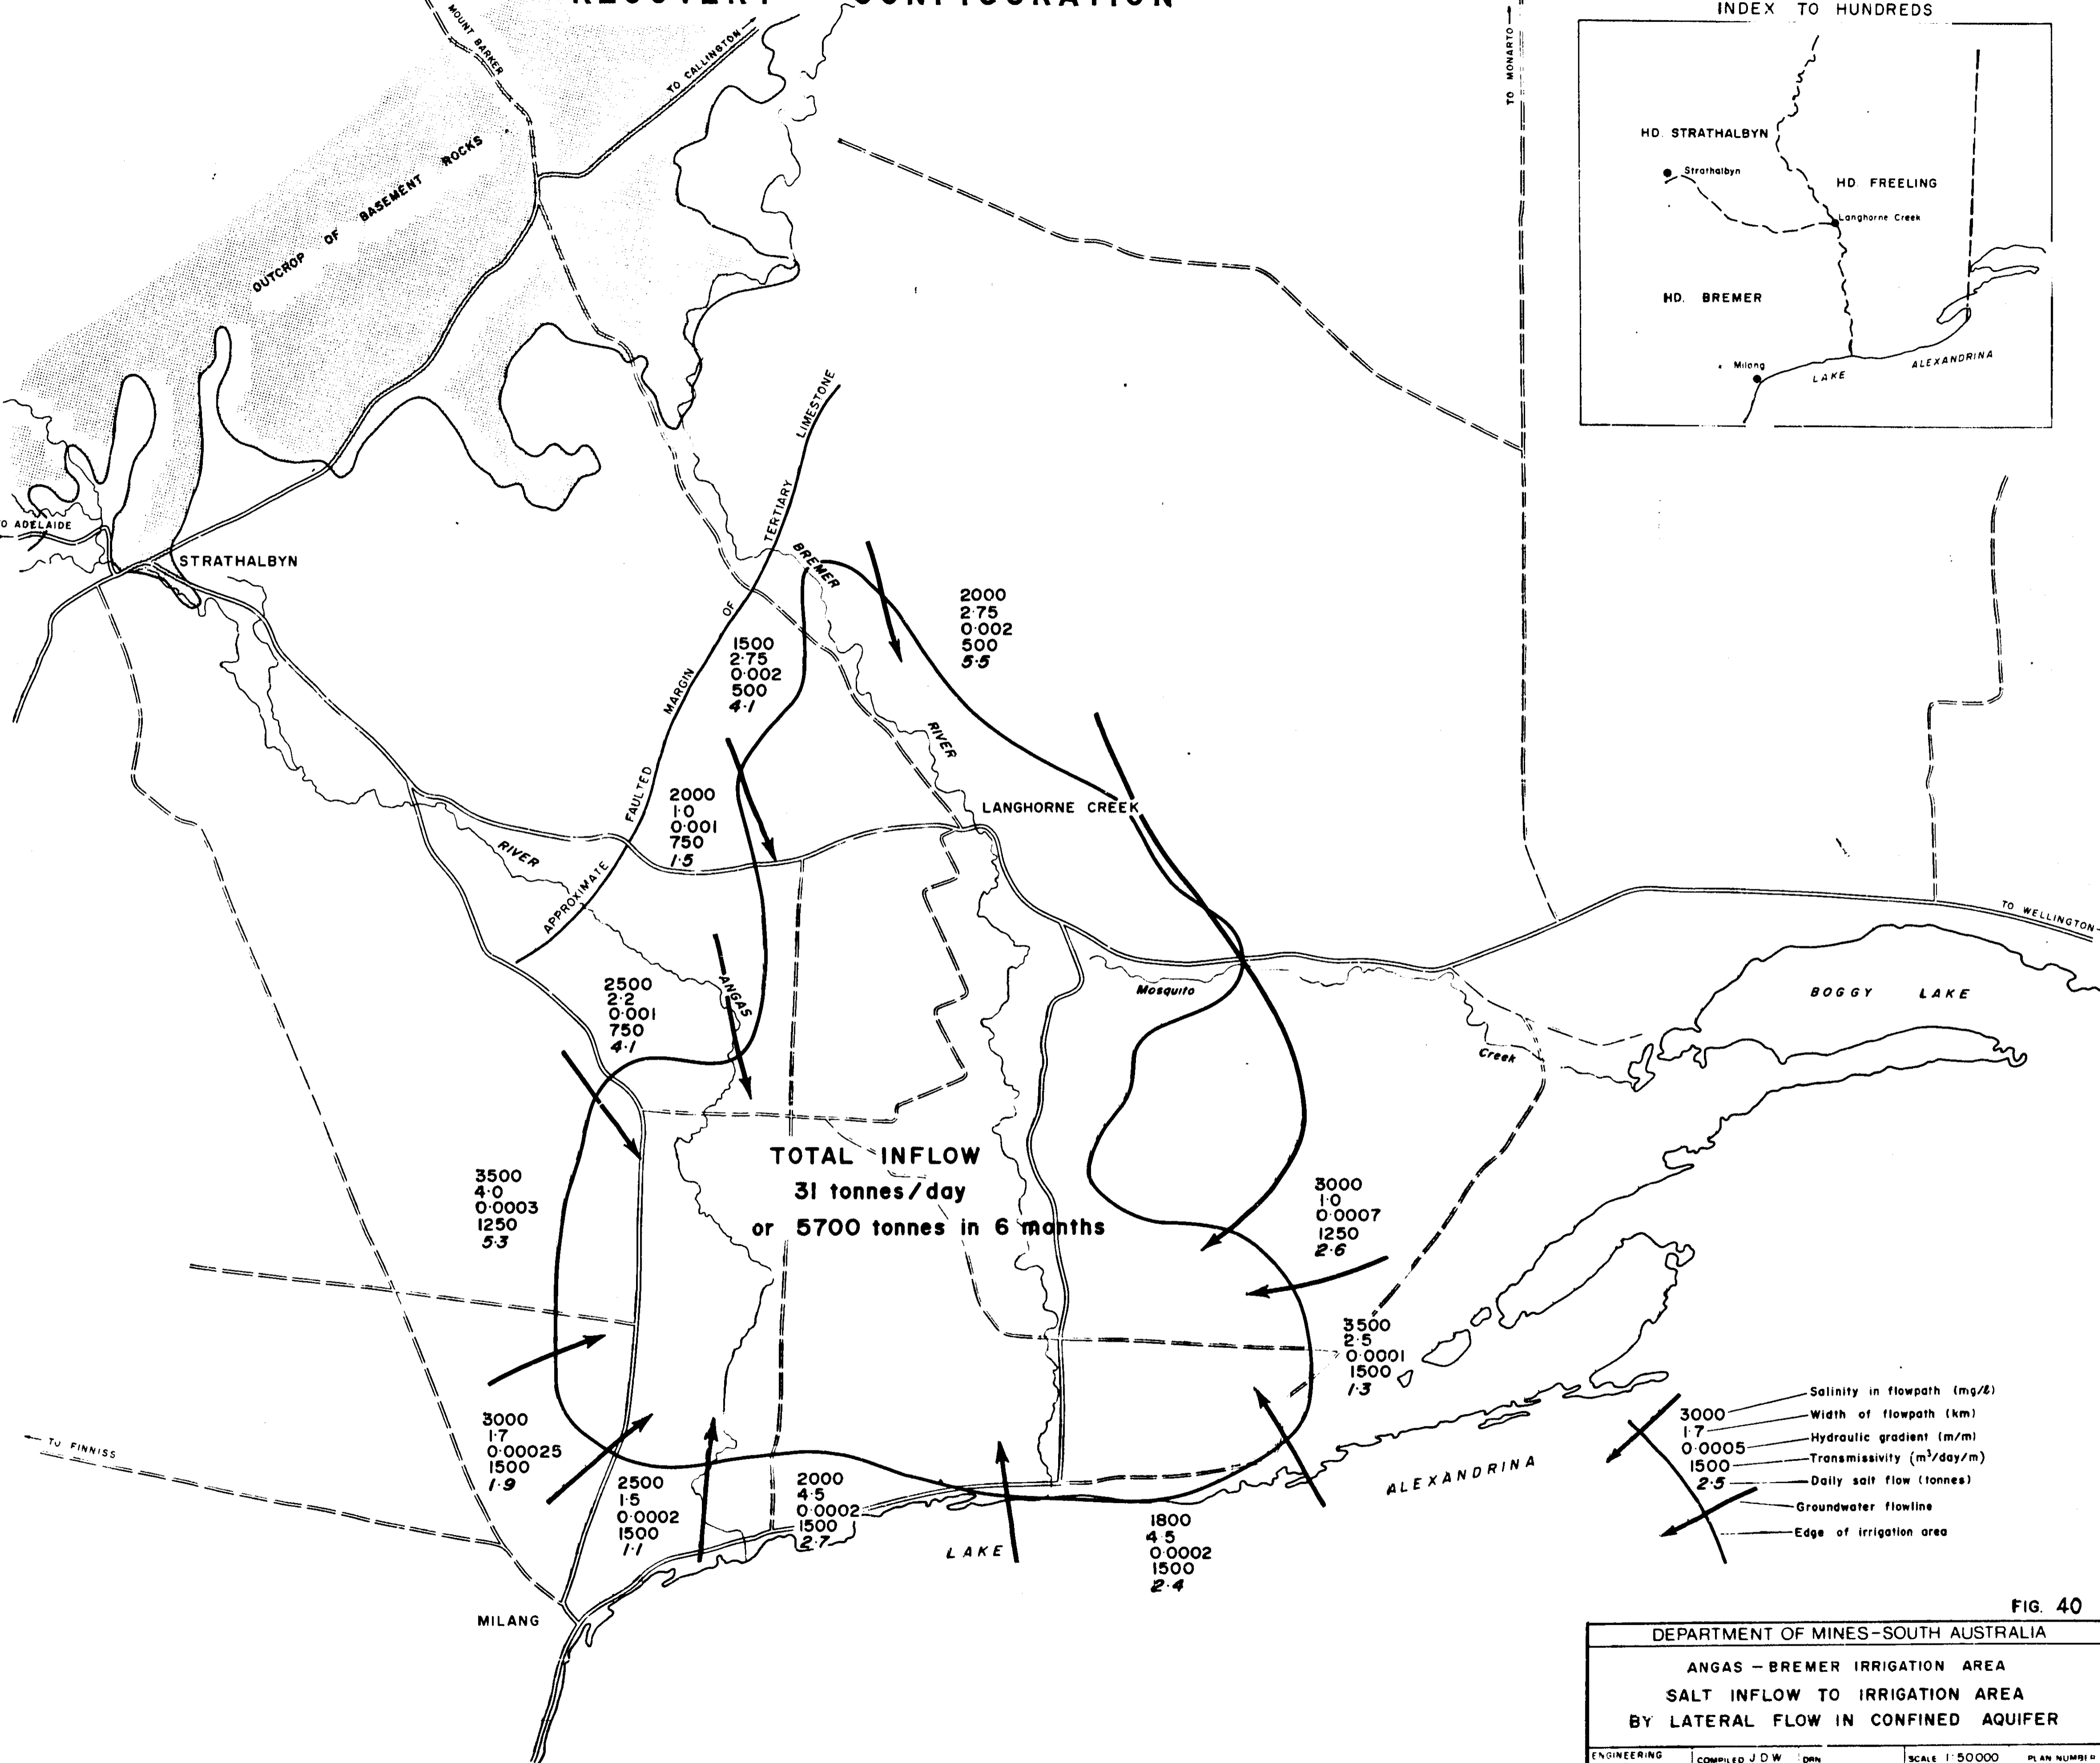 RECOVERY CONFIGURATION
INDEX TO HUNDREDS
MOUNT BARKER
TO CALLINGTON
TO MONARTO
HD. STRATHALBYN
Strathalbyn
HD. FREELING
Langhorne Creek
HD. BREMER
Milang
LAKE ALEXANDRINA
OUTCROP OF BASEMENT ROCKS
TO ADELAIDE
STRATHALBYN
APPROXIMATE FAULTED MARGIN OF TERTIARY LIMESTONE
BREMER RIVER
2000
2.75
0.002
500
5.5
1500
2.75
0.002
500
4.1
2000
1.0
0.001
750
1.5
LANGHORNE CREEK
RIVER
ANGAS
2500
2.2
0.001
750
4.1
Mosquito
Creek
TO WELLINGTON
BOGGY LAKE
TOTAL INFLOW
31 tonnes/day
or 5700 tonnes in 6 months
3500
4.0
0.0003
1250
5.3
3000
1.0
0.0007
1250
2.6
3500
2.5
0.0001
1500
1.3
3000
1.7
0.00025
1500
1.9
TO FINNISS
2500
1.5
0.0002
1500
1.1
2000
4.5
0.0002
1500
2.7
1800
4.5
0.0002
1500
2.4
LAKE
ALEXANDRINA
MILANG
3000 Salinity in flowpath (mg/ℓ)
1.7 Width of flowpath (km)
0.0005 Hydraulic gradient (m/m)
1500 Transmissivity (m³/day/m)
2.5 Daily salt flow (tonnes)
Groundwater flowline
Edge of irrigation area
FIG. 40
DEPARTMENT OF MINES-SOUTH AUSTRALIA
ANGAS - BREMER IRRIGATION AREA
SALT INFLOW TO IRRIGATION AREA
BY LATERAL FLOW IN CONFINED AQUIFER
ENGINEERING COMPILED J D W DRN SCALE 1:50000 PLAN NUMBER